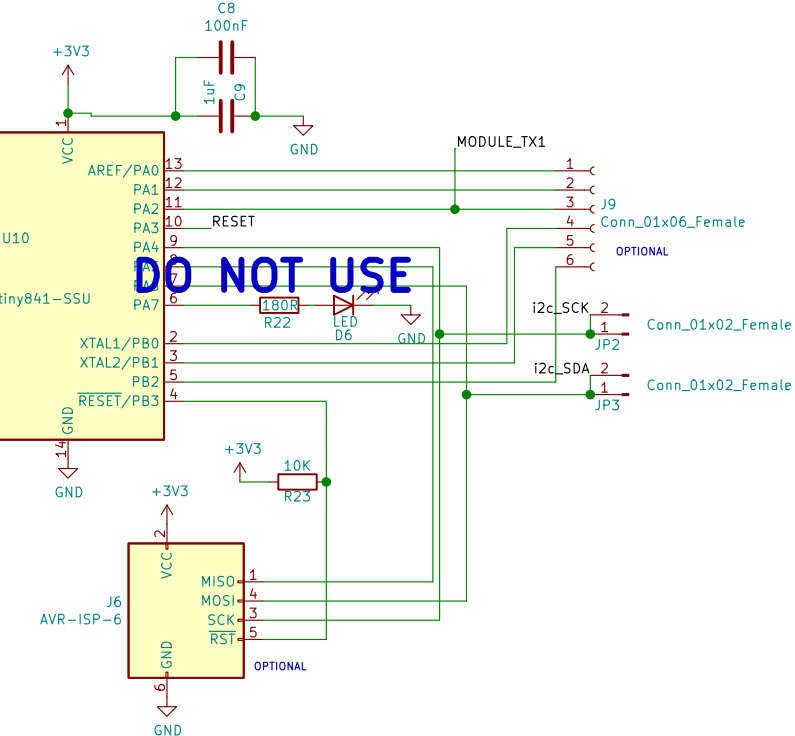 C8
100nF
+3V3
1uF
C9
1
VCC
GND
MODULE_TX1
AREF/PA0 13
1
PA1 12
2
PA2 11
3
J9
PA3 10
RESET
4
Conn_01x06_Female
U10
PA4 9
5
OPTIONAL
8
6
DO NOT USE
7
tiny841-SSU
PA7 6
180R
R22
LED
D6
GND
i2c_SCK
2
1
Conn_01x02_Female
JP2
XTAL1/PB0 2
XTAL2/PB1 3
i2c_SDA
2
1
Conn_01x02_Female
JP3
PB2 5
RESET/PB3 4
GND
14
GND
+3V3
10K
R23
+3V3
2
VCC
MISO 1
J6
AVR-ISP-6
MOSI 4
SCK 3
RST 5
GND
OPTIONAL
6
GND